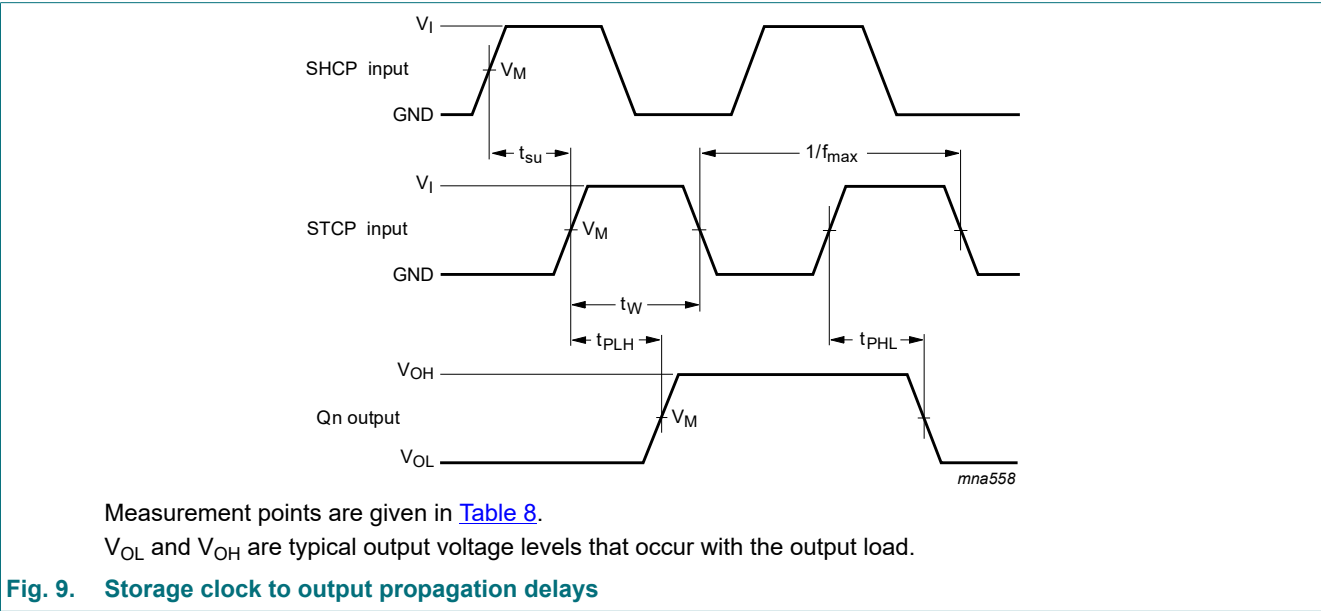 VI
SHCP input
VM
GND
tsu
1/fmax
VI
STCP input
VM
GND
tW
tPLH
tPHL
VOH
Qn output
VM
VOL
mna558
Measurement points are given in Table 8.
VOL and VOH are typical output voltage levels that occur with the output load.
Fig. 9. Storage clock to output propagation delays